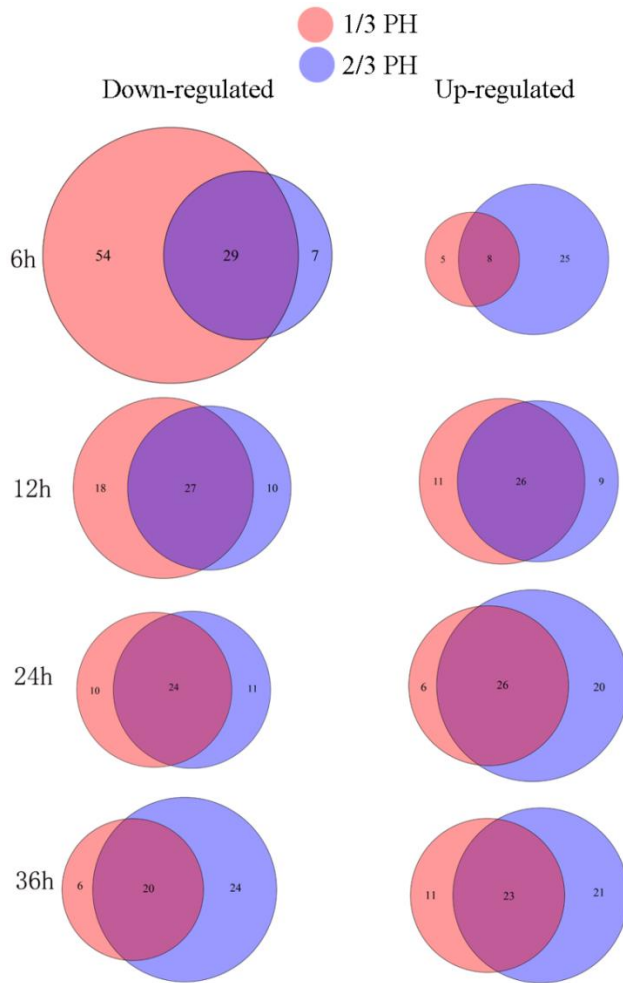 1/3 PH
2/3 PH
Down-regulated Up-regulated
6h 54 29 7 5 8 25
12h 18 27 10 11 26 9
24h 10 24 11 6 26 20
36h 6 20 24 11 23 21